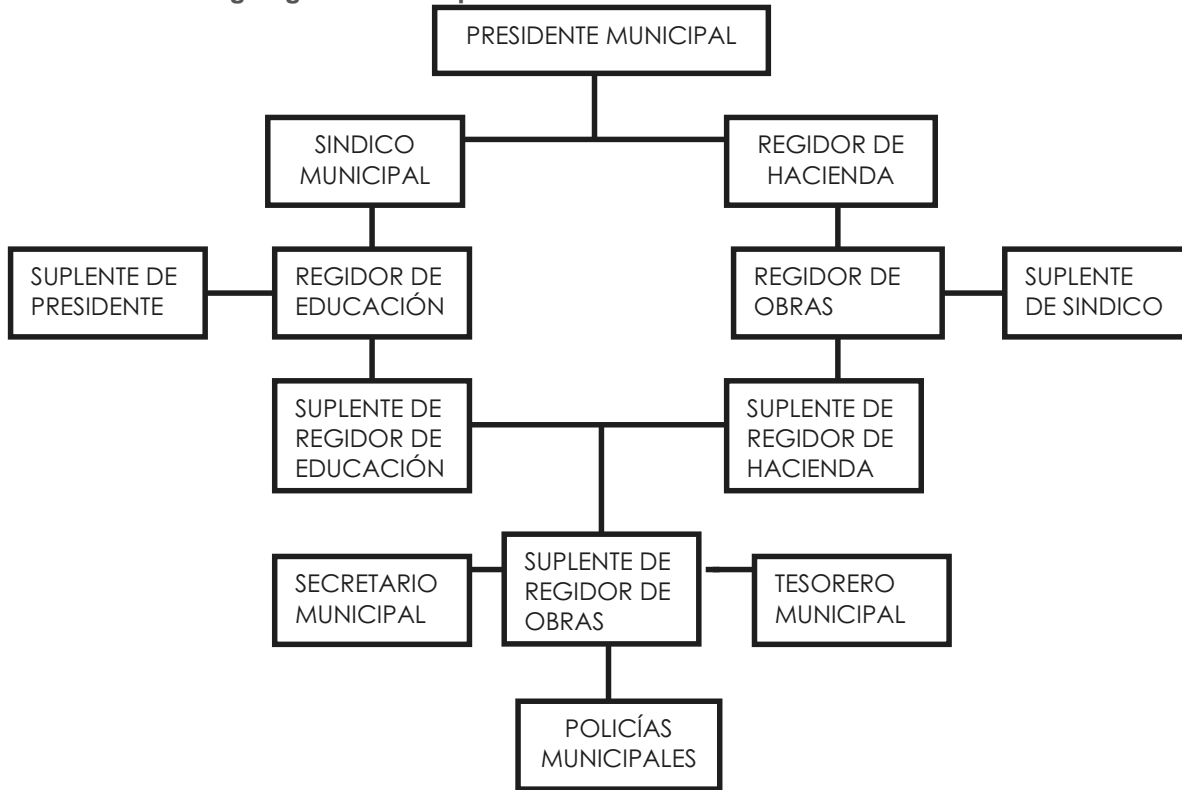 PRESIDENTE MUNICIPAL
SINDICO
MUNICIPAL
REGIDOR DE
HACIENDA
SUPLENTE DE
PRESIDENTE
REGIDOR DE
EDUCACIÓN
REGIDOR DE
OBRAS
SUPLENTE
DE SINDICO
SUPLENTE DE
REGIDOR DE
EDUCACIÓN
SUPLENTE DE
REGIDOR DE
HACIENDA
SECRETARIO
MUNICIPAL
SUPLENTE DE
REGIDOR DE
OBRAS
TESORERO
MUNICIPAL
POLICÍAS
MUNICIPALES